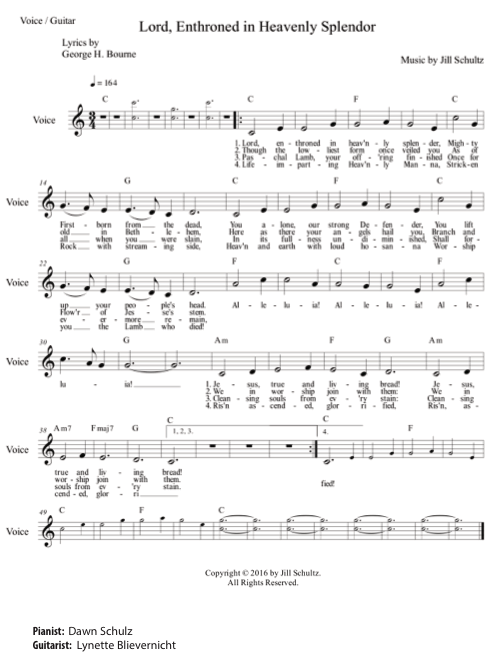 Voice / Guitar
Lord, Enthroned in Heavenly Splendor
Lyrics by
George H. Bourne
Music by Jill Schultz
♩ = 164
C C F C
Voice
3/4
1. Lord, en - throned in heav'n - ly splen - der, Migh - ty
2. Though the low - liest form once veiled you As of
3. Pas - chal Lamb, your off - 'ring fin - ished Once for
4. Life - im - part - ing Heav'n - ly Man - na, Strick-en
14 G C F C
Voice
First - born from the dead, You a - lone, our strong De - fen - der, You lift
old in Beth - le - hem, Here as there your an - gels hail you, Branch and
all when you were slain, In its full - ness un - di - min - ished, Shall for-
Rock with stream - ing side, Heav'n and earth with loud ho - san - na Wor - ship
22 G F C F C
Voice
up your peo - ple's head. Al - le - lu - ia! Al - le - lu - ia! Al - le -
Flow'r of Jes - se's stem.
ev - er - more re - main,
you the Lamb who died!
30 G Am F G Am
Voice
lu - ia! 1. Je - sus, true and liv - ing bread! Je - sus,
2. We in wor - ship join with them: We in
3. Clean - sing souls from ev - 'ry stain: Clean - sing
4. Ris'n as - cend - ed, glor - ri - fied, Ris'n, as -
38 Am7 Fmaj7 G C 1, 2, 3. C 4. F
Voice
true and liv - ing bread!
wor - ship join with them.
souls from ev - 'ry stain.
cend - ed, glor - ri
fied!
49 C F C
Voice
Copyright © 2016 by Jill Schultz.
All Rights Reserved.
Pianist: Dawn Schulz
Guitarist: Lynette Blievernicht